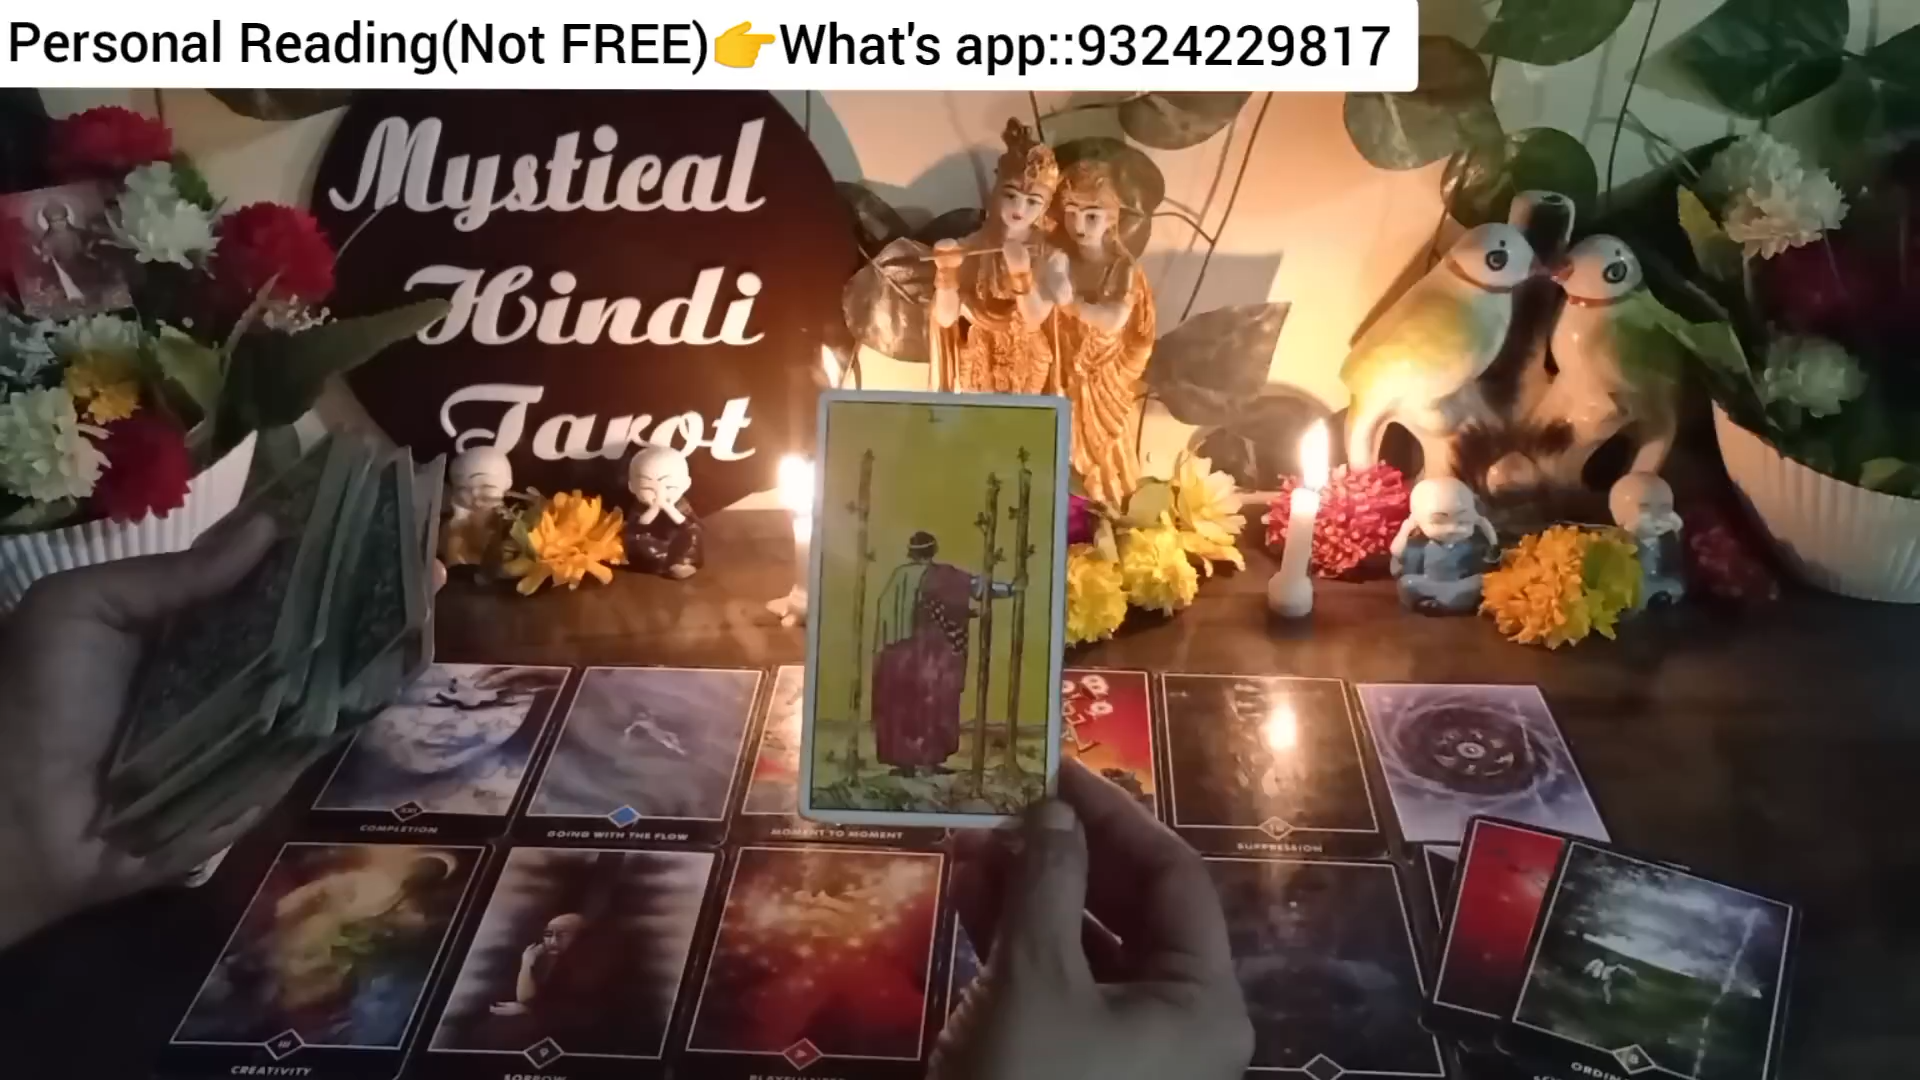 Personal Reading(Not FREE)👉What's app::9324229817
Mystical
Hindi
Tarot
COMPLETION
GOING WITH THE FLOW
MOMENT TO MOMENT
SUPPRESSION
CREATIVITY
SORROW